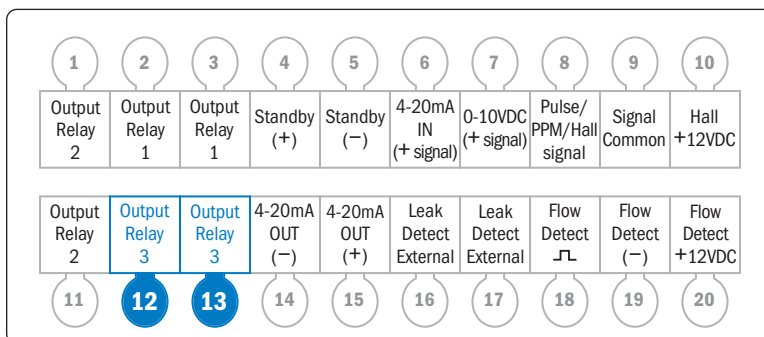 1 2 3 4 5 6 7 8 9 10
Output Output Output Standby Standby 4-20mA 0-10VDC Pulse/ Signal Hall
Relay Relay Relay (+) (−) IN (+ signal) PPM/Hall Common +12VDC
2 1 1 (+ signal) signal
Output Output Output 4-20mA 4-20mA Leak Leak Flow Flow Flow
Relay Relay Relay OUT OUT Detect Detect Detect Detect Detect
2 3 3 (−) (+) External External ⎍ (−) +12VDC
11 12 13 14 15 16 17 18 19 20